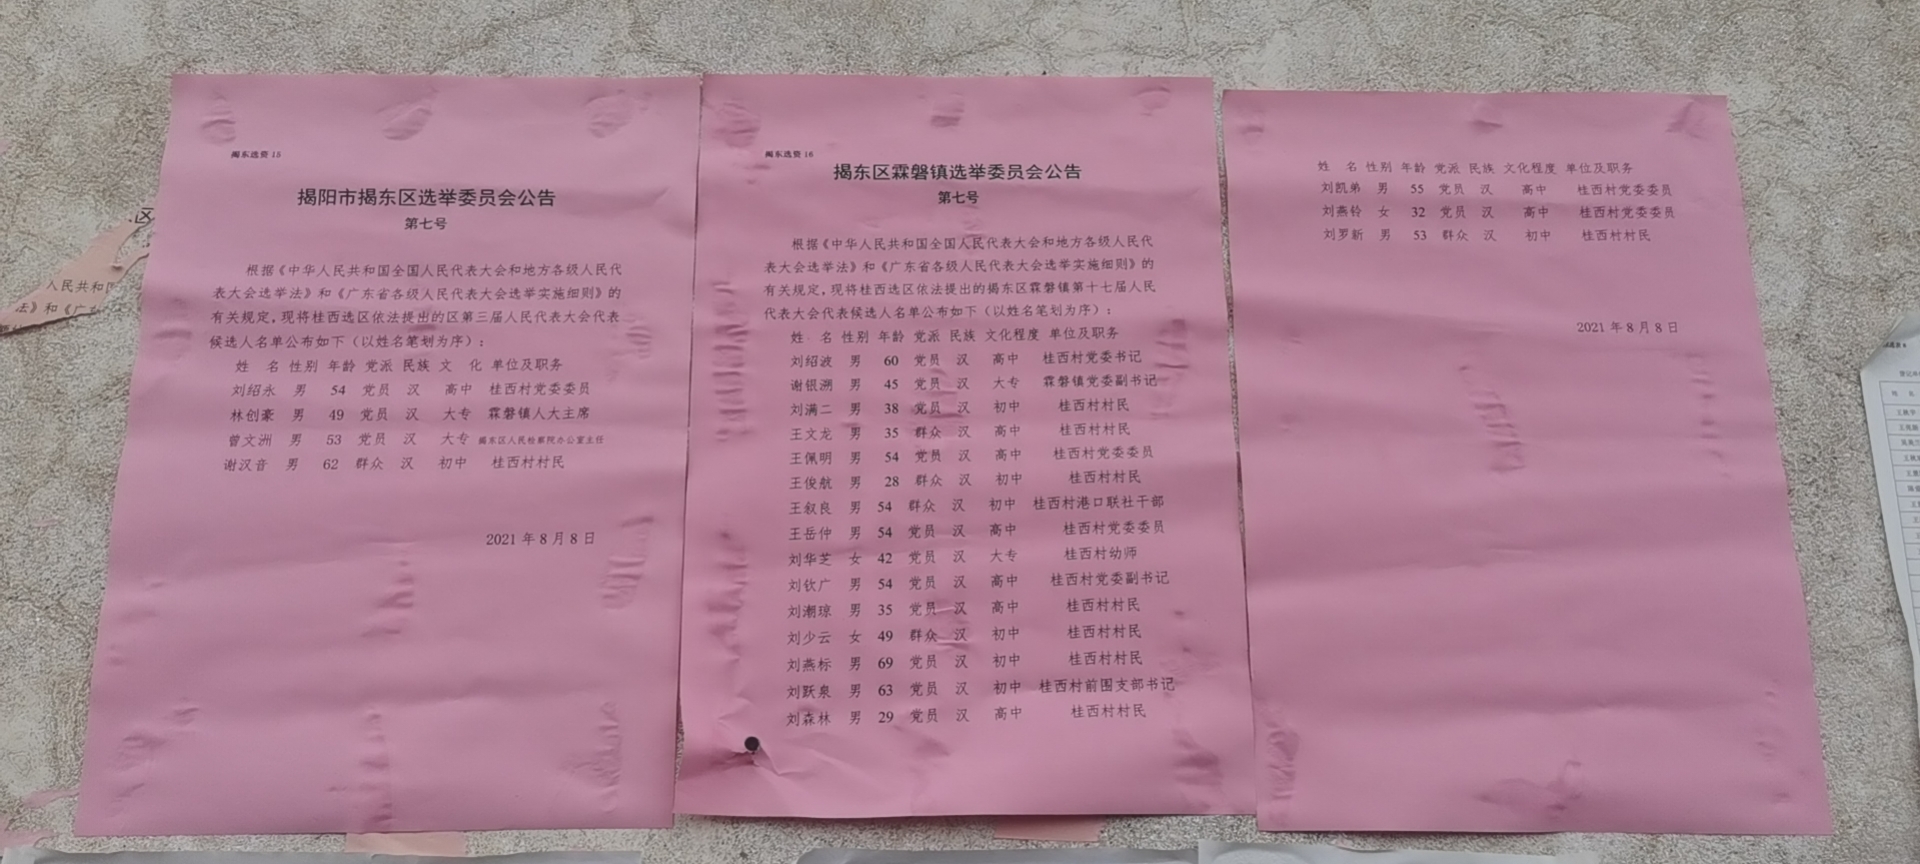 揭东选资 15
揭阳市揭东区选举委员会公告
第七号
根据《中华人民共和国全国人民代表大会和地方各级人民代
表大会选举法》和《广东省各级人民代表大会选举实施细则》的
有关规定，现将桂西选区依法提出的区第三届人民代表大会代表
候选人名单公布如下（以姓名笔划为序）：
姓 名 性别 年龄 党派 民族 文 化 单位及职务
刘绍永 男 54 党员 汉 高中 桂西村党委委员
林创豪 男 49 党员 汉 大专 霖磐镇人大主席
曾文洲 男 53 党员 汉 大专 揭东区人民检察院办公室主任
谢汉音 男 62 群众 汉 初中 桂西村村民
2021 年 8 月 8 日
揭东选资 16
揭东区霖磐镇选举委员会公告
第七号
根据《中华人民共和国全国人民代表大会和地方各级人民代
表大会选举法》和《广东省各级人民代表大会选举实施细则》的
有关规定，现将桂西选区依法提出的揭东区霖磐镇第十七届人民
代表大会代表候选人名单公布如下（以姓名笔划为序）：
姓 名 性别 年龄 党派 民族 文化程度 单位及职务
刘绍波 男 60 党员 汉 高中 桂西村党委书记
谢银溯 男 45 党员 汉 大专 霖磐镇党委副书记
刘满二 男 38 党员 汉 初中 桂西村村民
王文龙 男 35 群众 汉 高中 桂西村村民
王佩明 男 54 党员 汉 高中 桂西村党委委员
王俊航 男 28 群众 汉 初中 桂西村村民
王叙良 男 54 群众 汉 初中 桂西村港口联社干部
王岳仲 男 54 党员 汉 高中 桂西村党委委员
刘华芝 女 42 党员 汉 大专 桂西村幼师
刘钦广 男 54 党员 汉 高中 桂西村党委副书记
刘潮琼 男 35 党员 汉 高中 桂西村村民
刘少云 女 49 群众 汉 初中 桂西村村民
刘燕标 男 69 党员 汉 初中 桂西村村民
刘跃泉 男 63 党员 汉 初中 桂西村前围支部书记
刘森林 男 29 党员 汉 高中 桂西村村民
姓 名 性别 年龄 党派 民族 文化程度 单位及职务
刘凯弟 男 55 党员 汉 高中 桂西村党委委员
刘燕铃 女 32 党员 汉 高中 桂西村党委委员
刘罗新 男 53 群众 汉 初中 桂西村村民
2021 年 8 月 8 日
区
人民共和
法》和《广